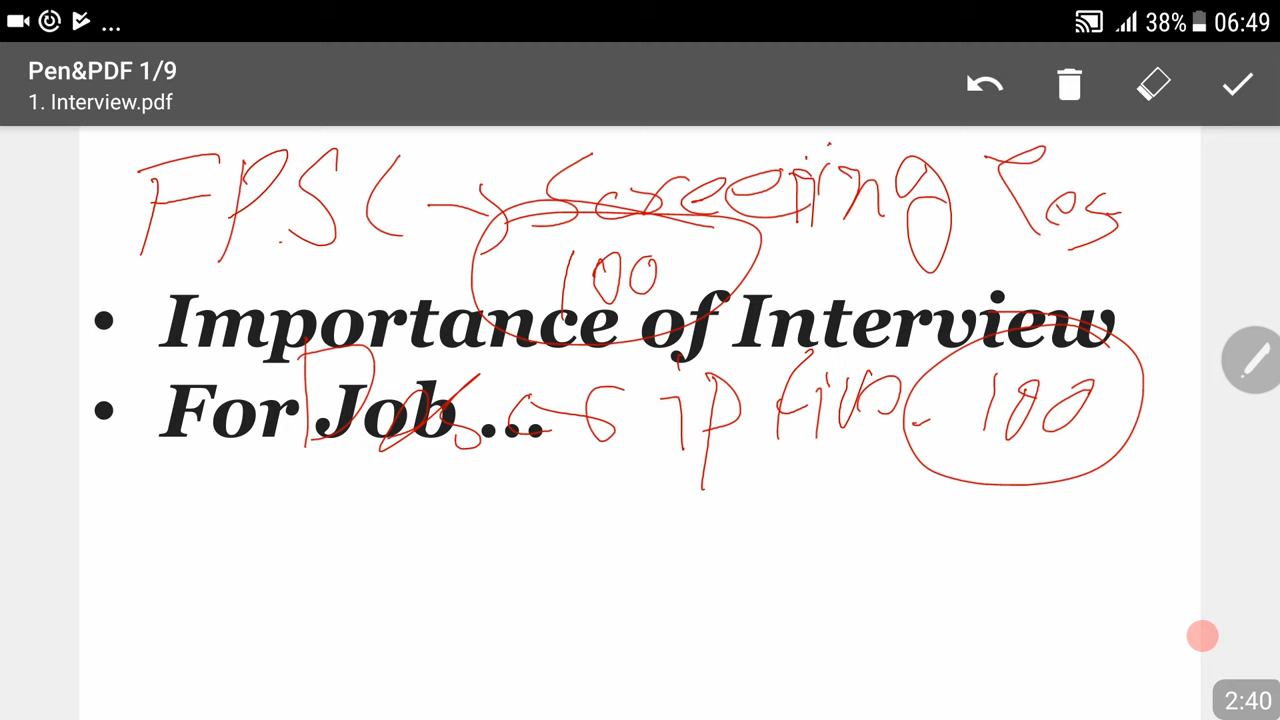 ... 38% 06:49
Pen&PDF 1/9
1. Interview.pdf
FPSC → Screening Tes
100
• Importance of Interview
• For Job ...
100
2:40